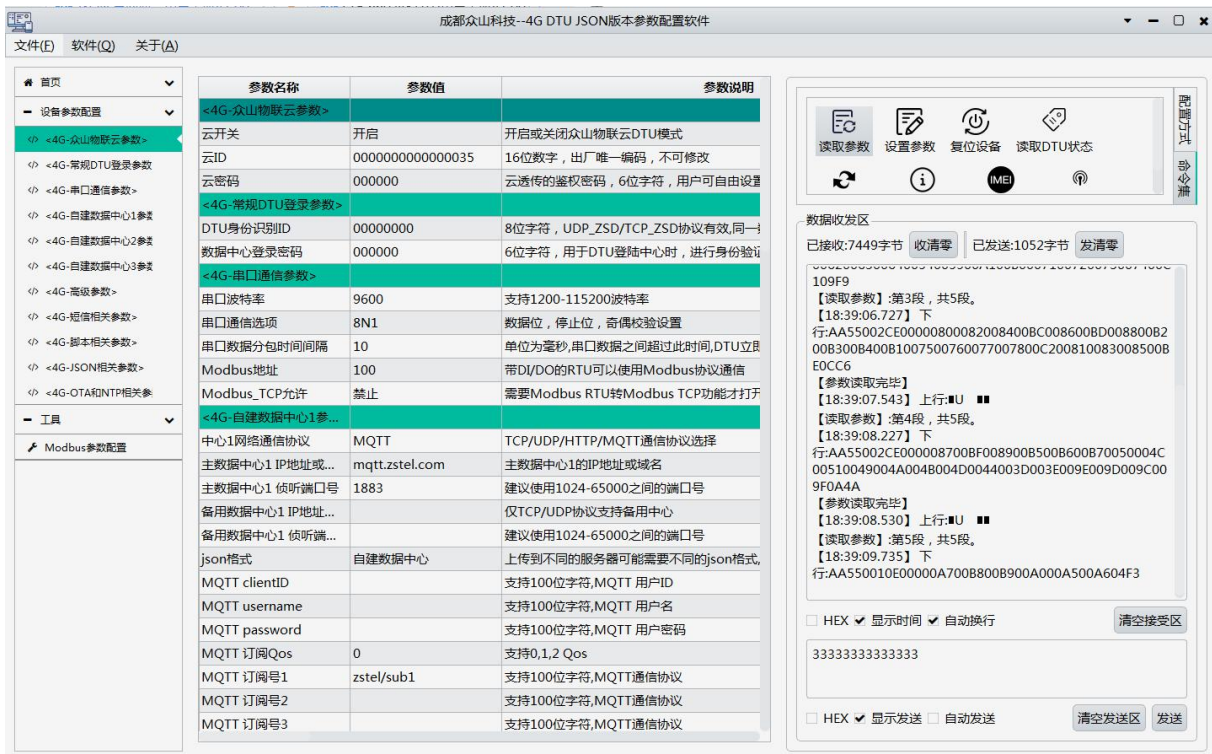 成都众山科技--4G DTU JSON版本参数配置软件
文件(F) 软件(Q) 关于(A)
首页
设备参数配置
<4G-众山物联云参数>
<4G-常规DTU登录参数
<4G-串口通信参数>
<4G-自建数据中心1参
<4G-自建数据中心2参
<4G-自建数据中心3参
<4G-高级参数>
<4G-短信相关参数>
<4G-脚本相关参数>
<4G-JSON相关参数>
<4G-OTA和NTP相关参
工具
Modbus参数配置
参数名称 参数值 参数说明
<4G-众山物联云参数>
云开关 开启 开启或关闭众山物联云DTU模式
云ID 0000000000000035 16位数字，出厂唯一编码，不可修改
云密码 000000 云透传的鉴权密码，6位字符，用户可自由设置
<4G-常规DTU登录参数>
DTU身份识别ID 00000000 8位字符，UDP_ZSD/TCP_ZSD协议有效,同一
数据中心登录密码 000000 6位字符，用于DTU登陆中心时，进行身份验证
<4G-串口通信参数>
串口波特率 9600 支持1200-115200波特率
串口通信选项 8N1 数据位，停止位，奇偶校验设置
串口数据分包时间间隔 10 单位为毫秒,串口数据之间超过此时间,DTU立即
Modbus地址 100 带DI/DO的RTU可以使用Modbus协议通信
Modbus_TCP允许 禁止 需要Modbus RTU转Modbus TCP功能才打开
<4G-自建数据中心1参...
中心1网络通信协议 MQTT TCP/UDP/HTTP/MQTT通信协议选择
主数据中心1 IP地址或... mqtt.zstel.com 主数据中心1的IP地址或域名
主数据中心1 侦听端口号 1883 建议使用1024-65000之间的端口号
备用数据中心1 IP地址... 仅TCP/UDP协议支持备用中心
备用数据中心1 侦听端... 建议使用1024-65000之间的端口号
json格式 自建数据中心 上传到不同的服务器可能需要不同的json格式,
MQTT clientID 支持100位字符,MQTT 用户ID
MQTT username 支持100位字符,MQTT 用户名
MQTT password 支持100位字符,MQTT 用户密码
MQTT 订阅Qos 0 支持0,1,2 Qos
MQTT 订阅号1 zstel/sub1 支持100位字符,MQTT通信协议
MQTT 订阅号2 支持100位字符,MQTT通信协议
MQTT 订阅号3 支持100位字符,MQTT通信协议
读取参数 设置参数 复位设备 读取DTU状态
IMEI
配置方式
命令集
数据收发区
已接收:7449字节 收清零 已发送:1052字节 发清零
109F9
【读取参数】:第3段，共5段。
【18:39:06.727】下
行:AA55002CE00000800082008400BC008600BD008800B2
00B300B400B1007500760077007800C200810083008500B
E0CC6
【参数读取完毕】
【18:39:07.543】上行:■U ■■
【读取参数】:第4段，共5段。
【18:39:08.227】下
行:AA55002CE000008700BF008900B500B600B70050004C
00510049004A004B004D0044003D003E009E009D009C00
9F0A4A
【参数读取完毕】
【18:39:08.530】上行:■U ■■
【读取参数】:第5段，共5段。
【18:39:09.735】下
行:AA550010E00000A700B800B900A000A500A604F3
HEX 显示时间 自动换行 清空接受区
33333333333333
HEX 显示发送 自动发送 清空发送区 发送